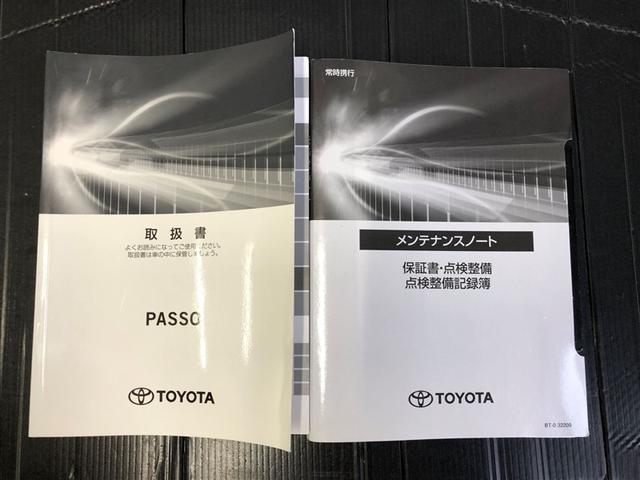 取扱書
よくお読みになってご使用ください。
取扱書は車の中に保管しましょう。
PASSO
TOYOTA
常時携行
メンテナンスノート
保証書・点検整備
点検整備記録簿
TOYOTA
BT-0 32209